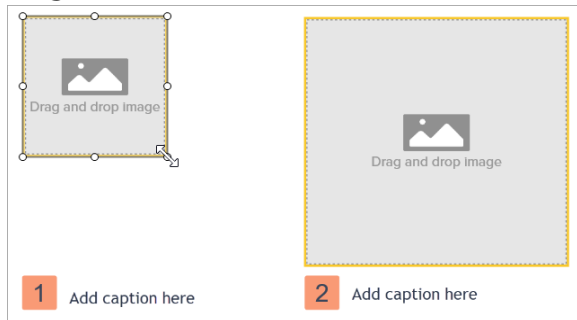 Drag and drop image
Drag and drop image
1 Add caption here
2 Add caption here